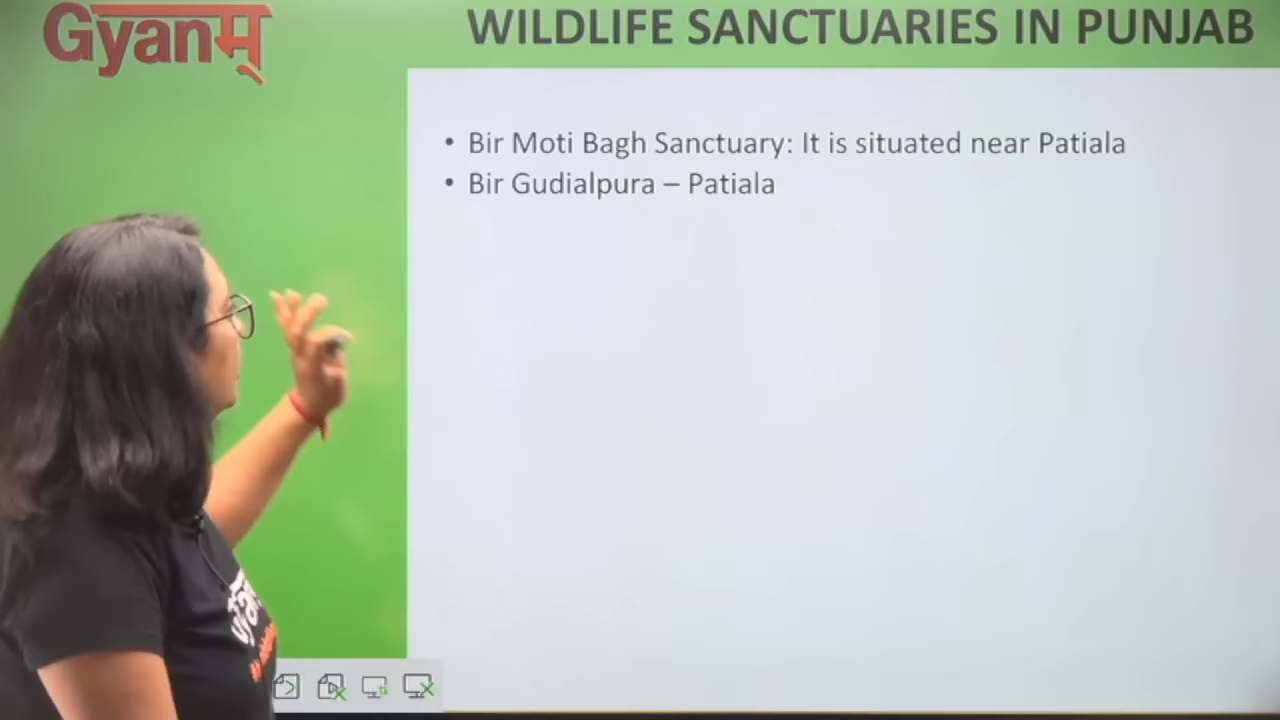 Gyanम्
WILDLIFE SANCTUARIES IN PUNJAB
• Bir Moti Bagh Sanctuary: It is situated near Patiala
• Bir Gudialpura – Patiala